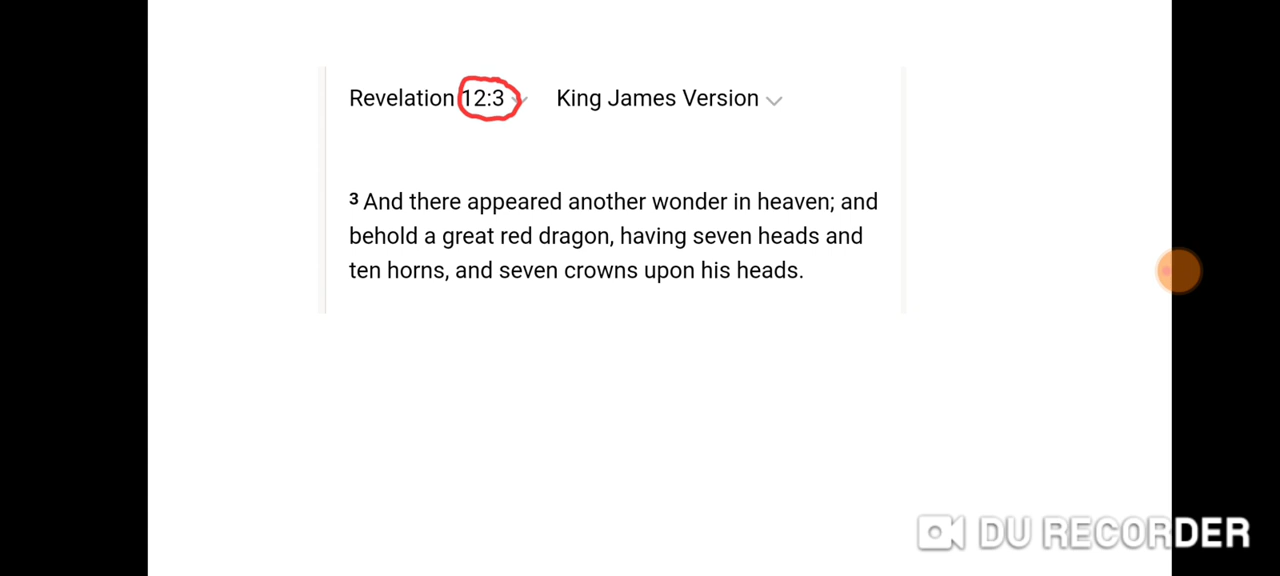 Revelation 12:3 King James Version
3 And there appeared another wonder in heaven; and
behold a great red dragon, having seven heads and
ten horns, and seven crowns upon his heads.
DU RECORDER